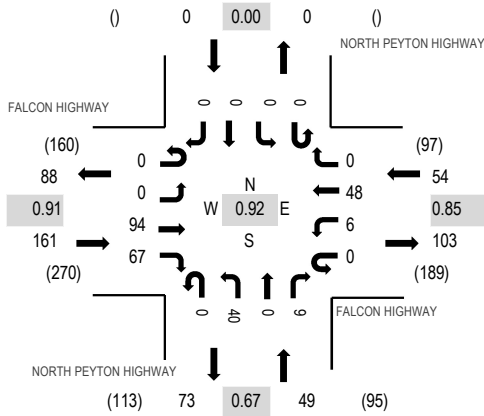 () 0 0.00 0 ()
NORTH PEYTON HIGHWAY
FALCON HIGHWAY
0 0 0 0
(160) (97)
88 0 0 54
0 N 48
0.91 W 0.92 E 0.85
94 6
161 S 103
67 0
(270) (189)
0 40 0 9
FALCON HIGHWAY
NORTH PEYTON HIGHWAY
(113) 73 0.67 49 (95)